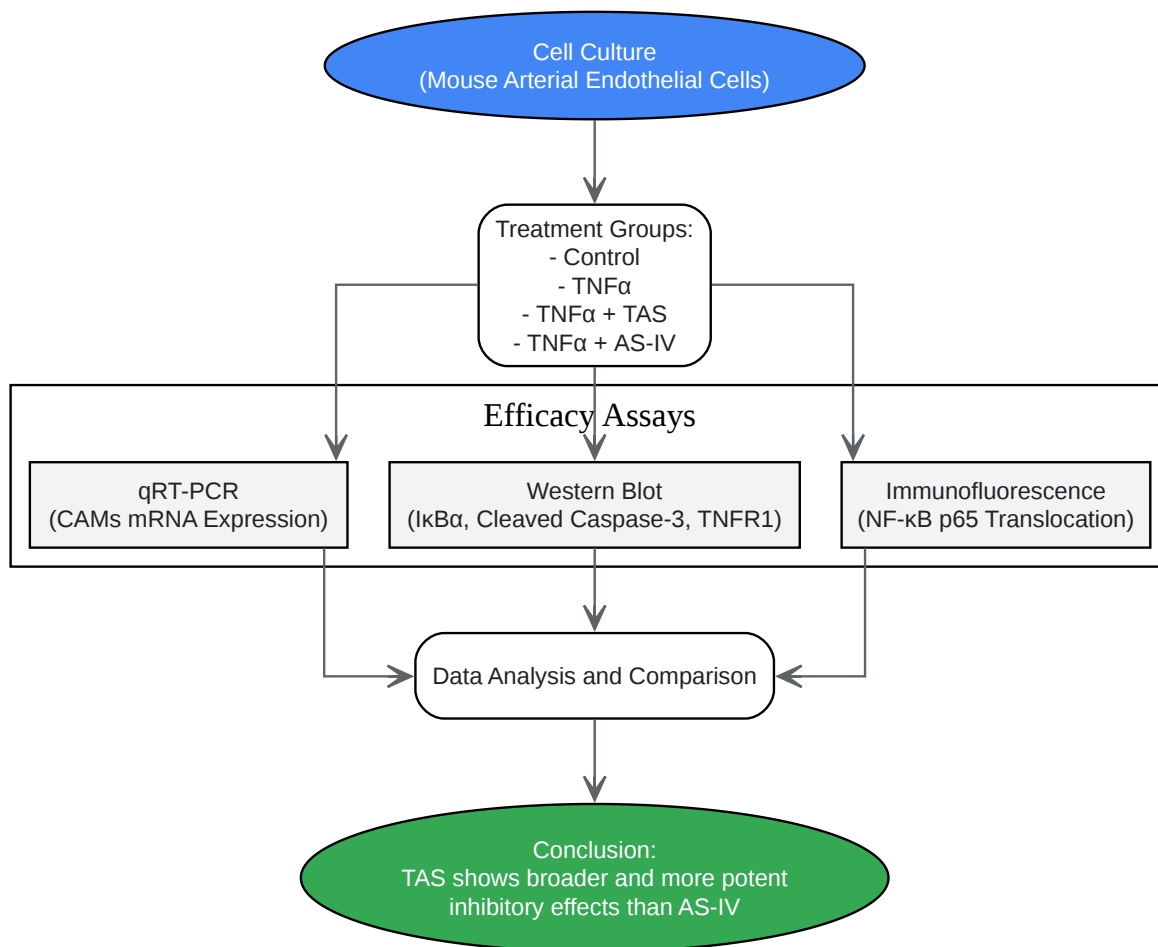 Cell Culture
(Mouse Arterial Endothelial Cells)
Treatment Groups:
- Control
- TNFα
- TNFα + TAS
- TNFα + AS-IV
Efficacy Assays
qRT-PCR
(CAMs mRNA Expression)
Western Blot
(IκBα, Cleaved Caspase-3, TNFR1)
Immunofluorescence
(NF-κB p65 Translocation)
Data Analysis and Comparison
Conclusion:
TAS shows broader and more potent
inhibitory effects than AS-IV